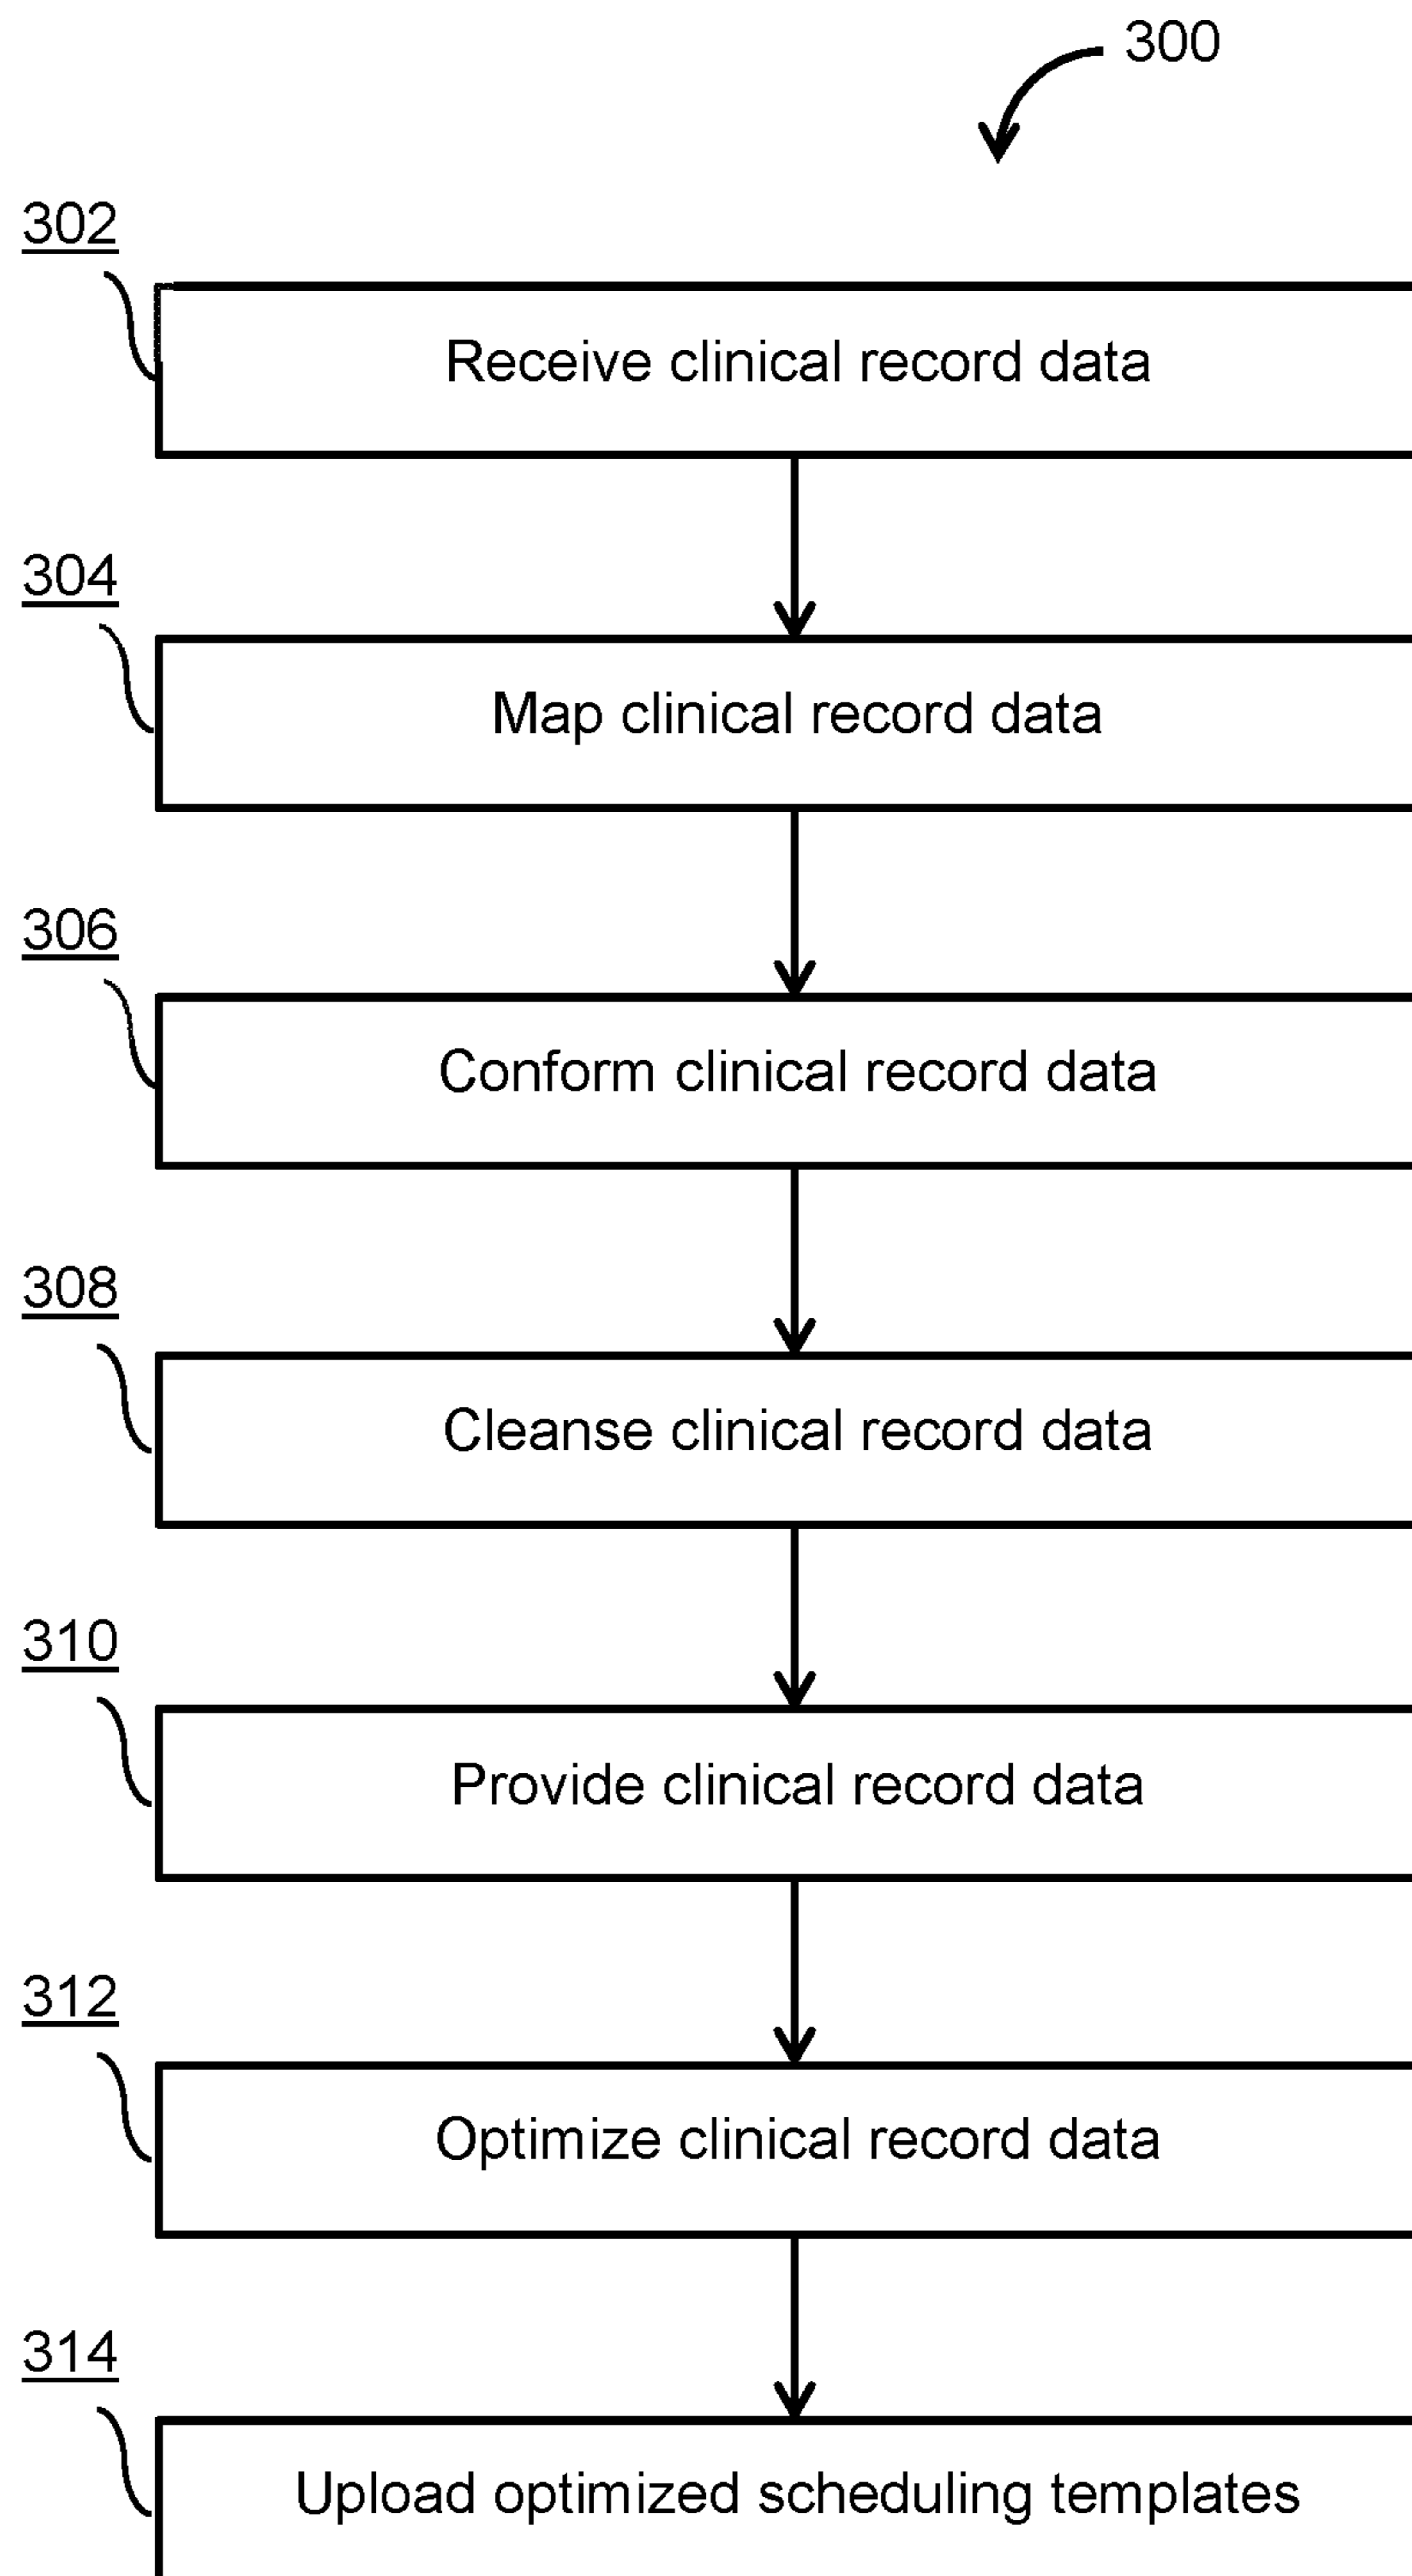 300
302
Receive clinical record data
304
Map clinical record data
306
Conform clinical record data
308
Cleanse clinical record data
310
Provide clinical record data
312
Optimize clinical record data
314
Upload optimized scheduling templates